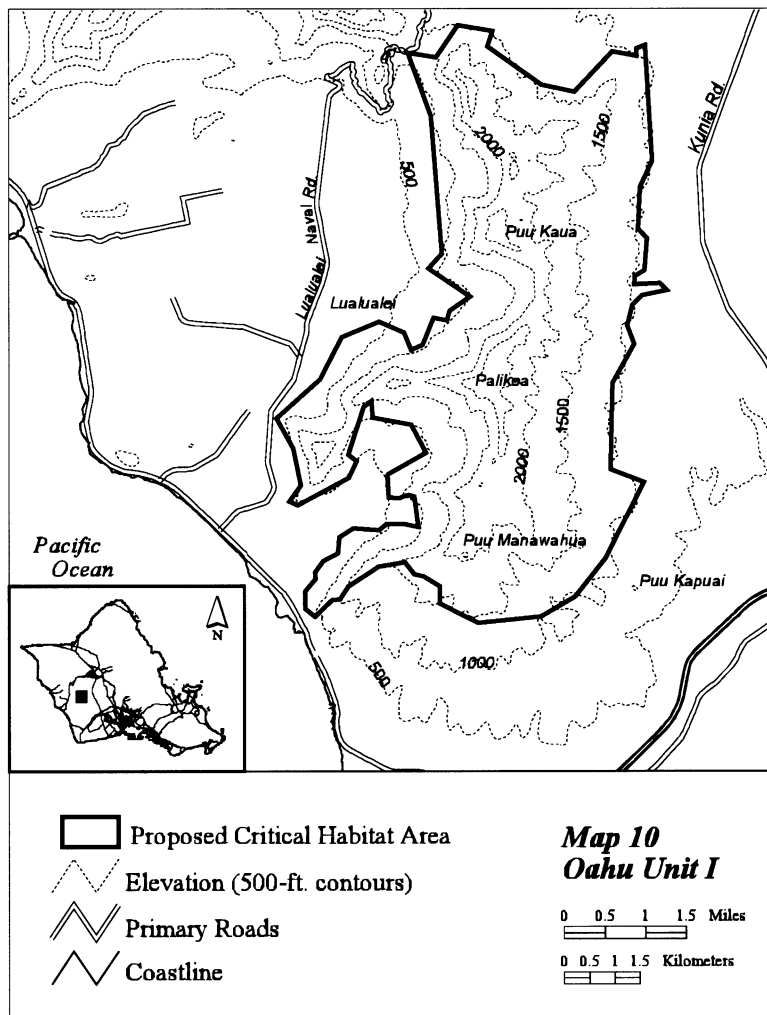 2000
1500
Kunia Rd
500
Naval Rd
Lualualei
Puu Kaua
Lualualei
Palikea
1500
2000
Puu Manawahua
Pacific
Ocean
Puu Kapuai
N
1000
500
Proposed Critical Habitat Area
Elevation (500-ft. contours)
Primary Roads
Coastline
Map 10
Oahu Unit I
0 0.5 1 1.5 Miles
0 0.5 1 1.5 Kilometers